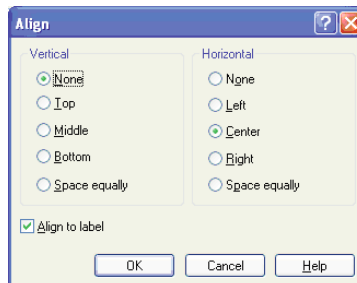 Align
Vertical
None
Top
Middle
Bottom
Space equally
Horizontal
None
Left
Center
Right
Space equally
Align to label
OK
Cancel
Help